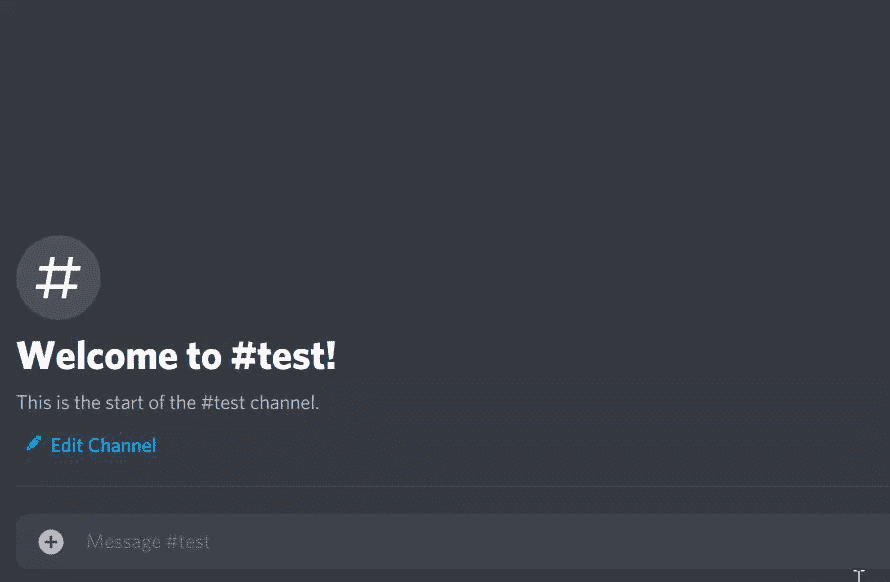 #
Welcome to #test!
This is the start of the #test channel.
Edit Channel
Message #test